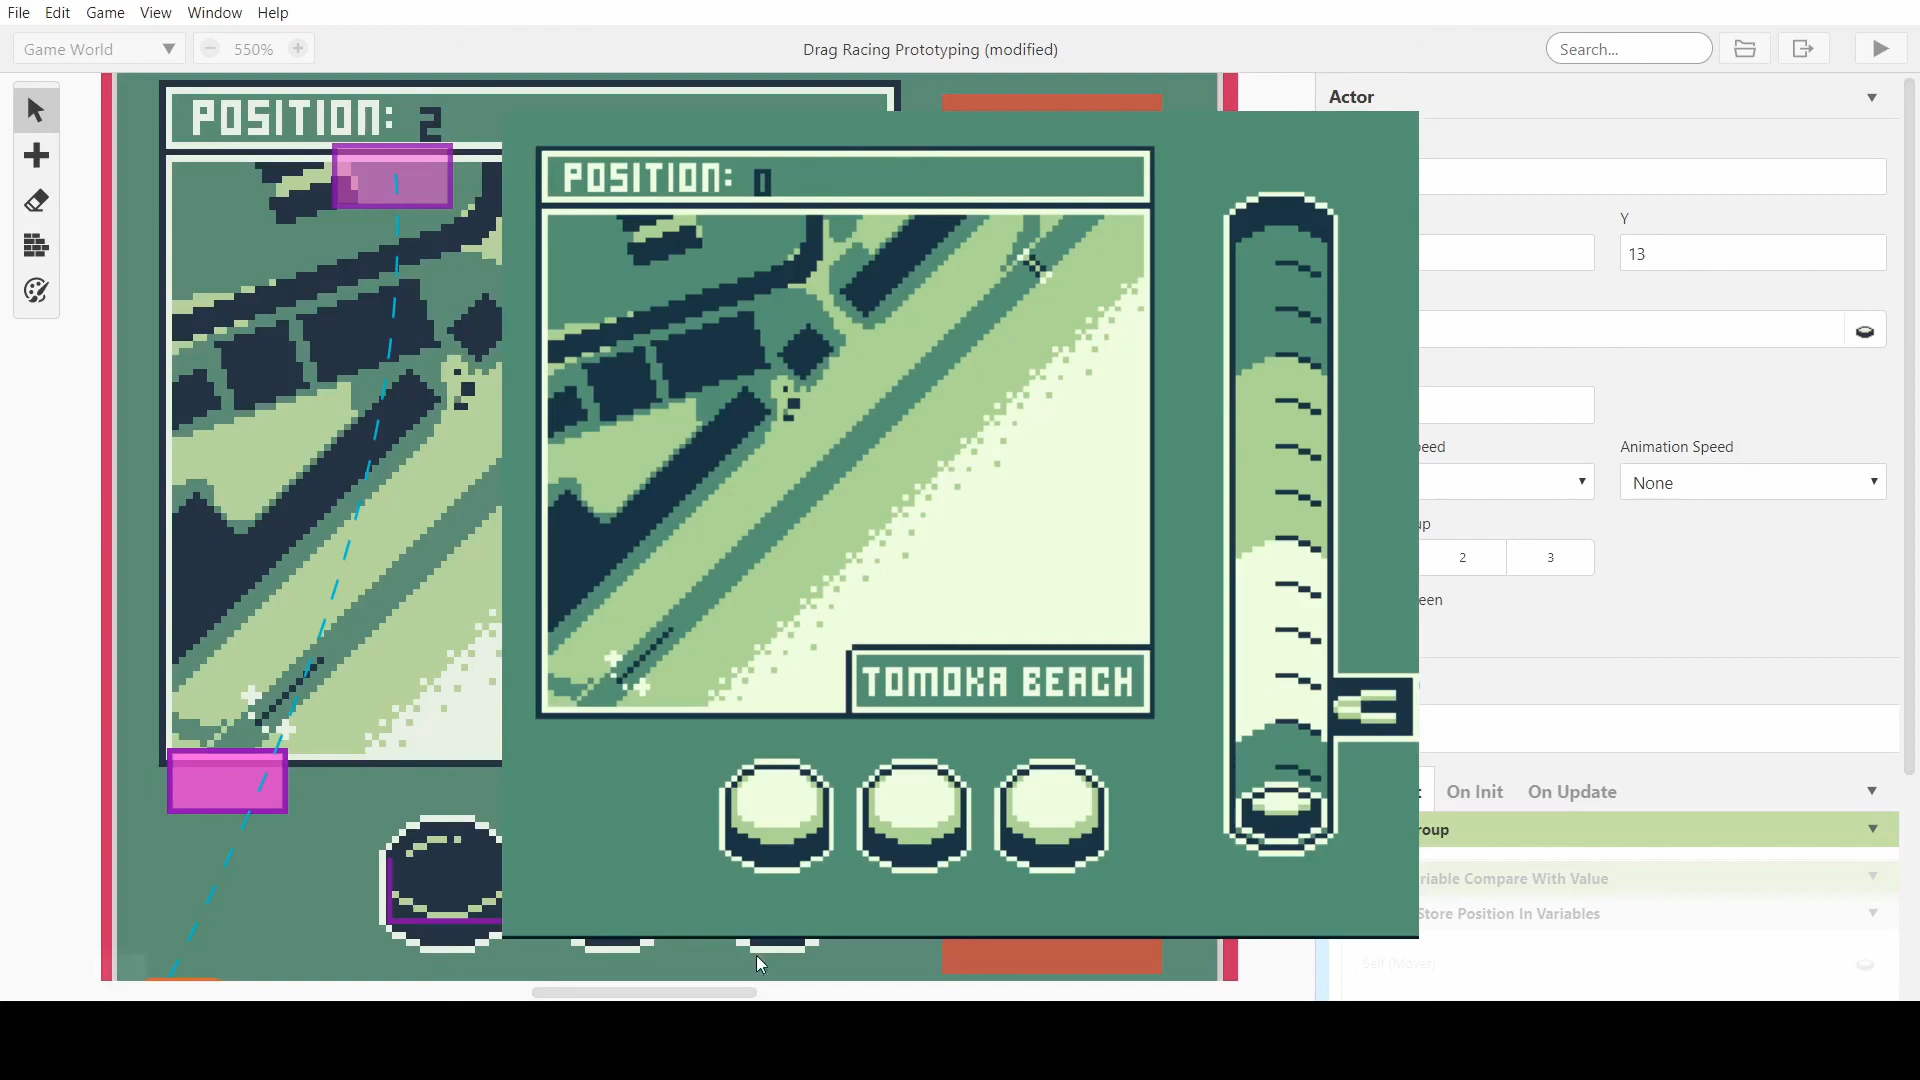 File Edit Game View Window Help
Game World 550% Drag Racing Prototyping (modified) Search...
Actor
POSITION: 2
POSITION: 0
Y
13
eed Animation Speed
None
up
2 3
een
TOMOKA BEACH
On Init On Update
roup
riable Compare With Value
Store Position In Variables
Self (Mover)